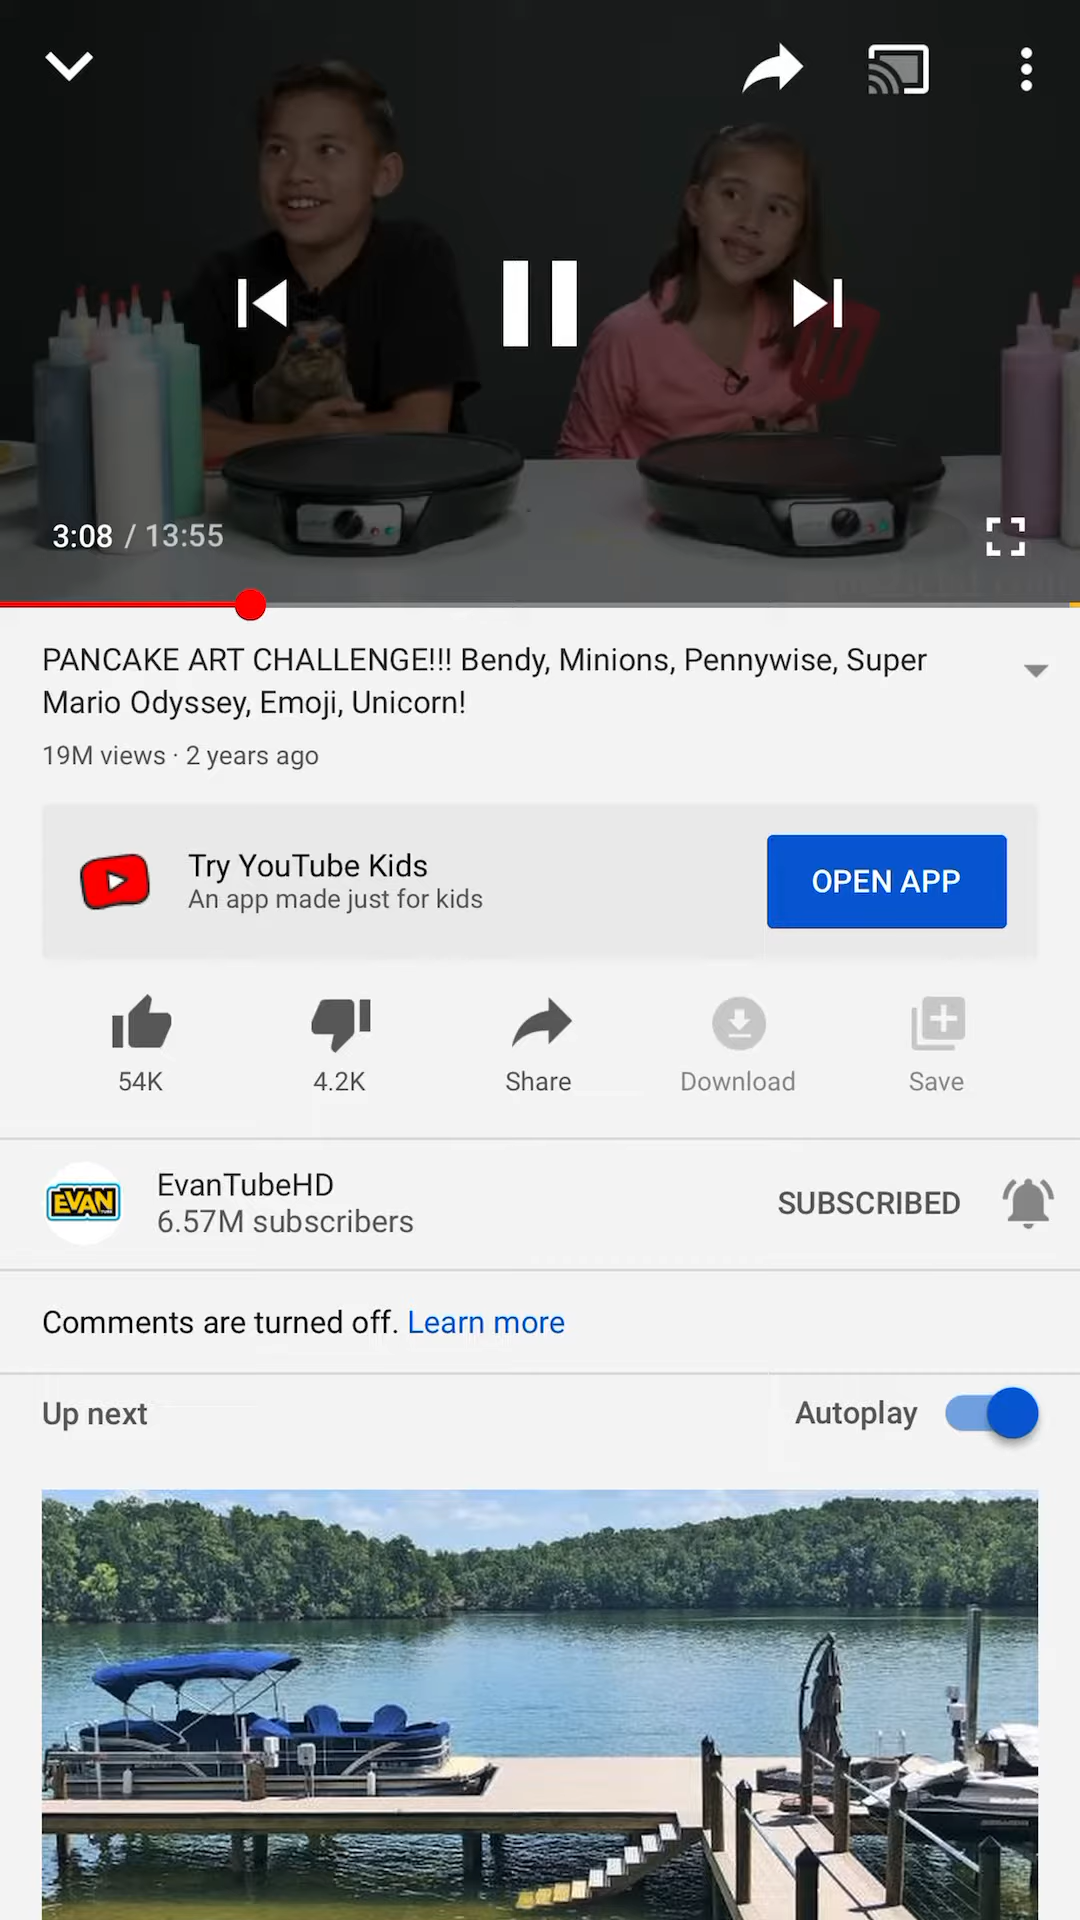 3:08 / 13:55
PANCAKE ART CHALLENGE!!! Bendy, Minions, Pennywise, Super
Mario Odyssey, Emoji, Unicorn!
19M views · 2 years ago
Try YouTube Kids
An app made just for kids
OPEN APP
54K
4.2K
Share
Download
Save
EVAN
EvanTubeHD
6.57M subscribers
SUBSCRIBED
Comments are turned off. Learn more
Up next
Autoplay